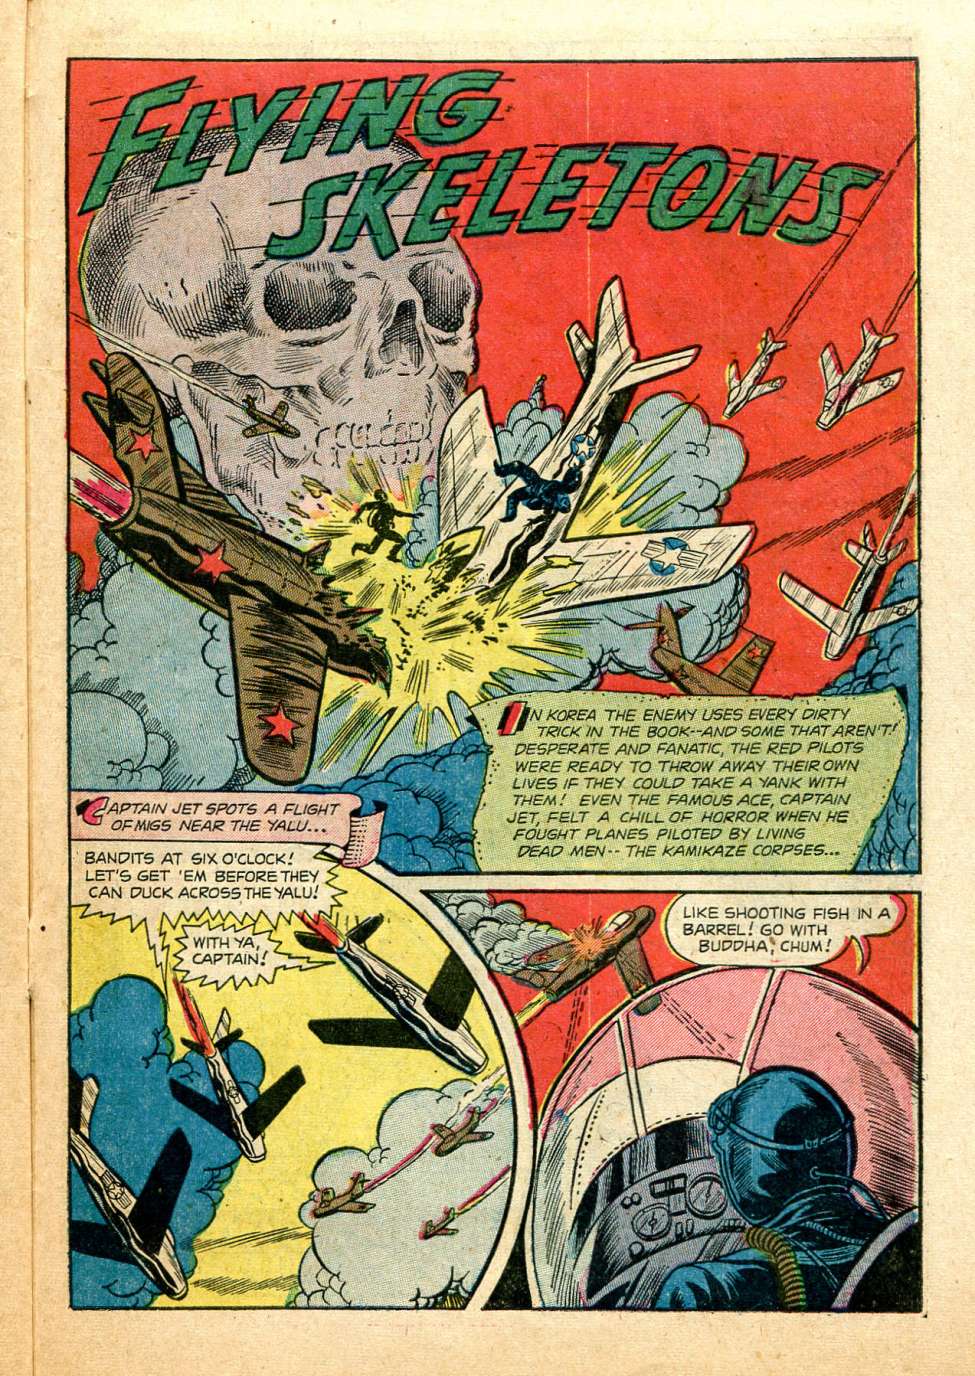 FLYING
SKELETONS
IN KOREA THE ENEMY USES EVERY DIRTY
TRICK IN THE BOOK--AND SOME THAT AREN'T!
DESPERATE AND FANATIC, THE RED PILOTS
WERE READY TO THROW AWAY THEIR OWN
LIVES IF THEY COULD TAKE A YANK WITH
THEM! EVEN THE FAMOUS ACE, CAPTAIN
JET, FELT A CHILL OF HORROR WHEN HE
FOUGHT PLANES PILOTED BY LIVING
DEAD MEN-- THE KAMIKAZE CORPSES...
CAPTAIN JET SPOTS A FLIGHT
OF MIGS NEAR THE YALU...
BANDITS AT SIX O'CLOCK!
LET'S GET 'EM BEFORE THEY
CAN DUCK ACROSS THE YALU!
WITH YA,
CAPTAIN!
LIKE SHOOTING FISH IN A
BARREL! GO WITH
BUDDHA, CHUM!